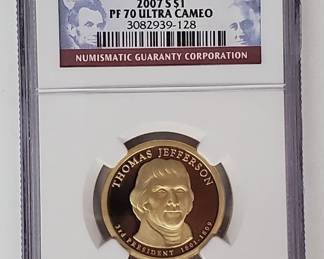 2007 S $1
PF 70 ULTRA CAMEO
3082939-128
NUMISMATIC GUARANTY CORPORATION
THOMAS JEFFERSON
3rd PRESIDENT 1801-1809